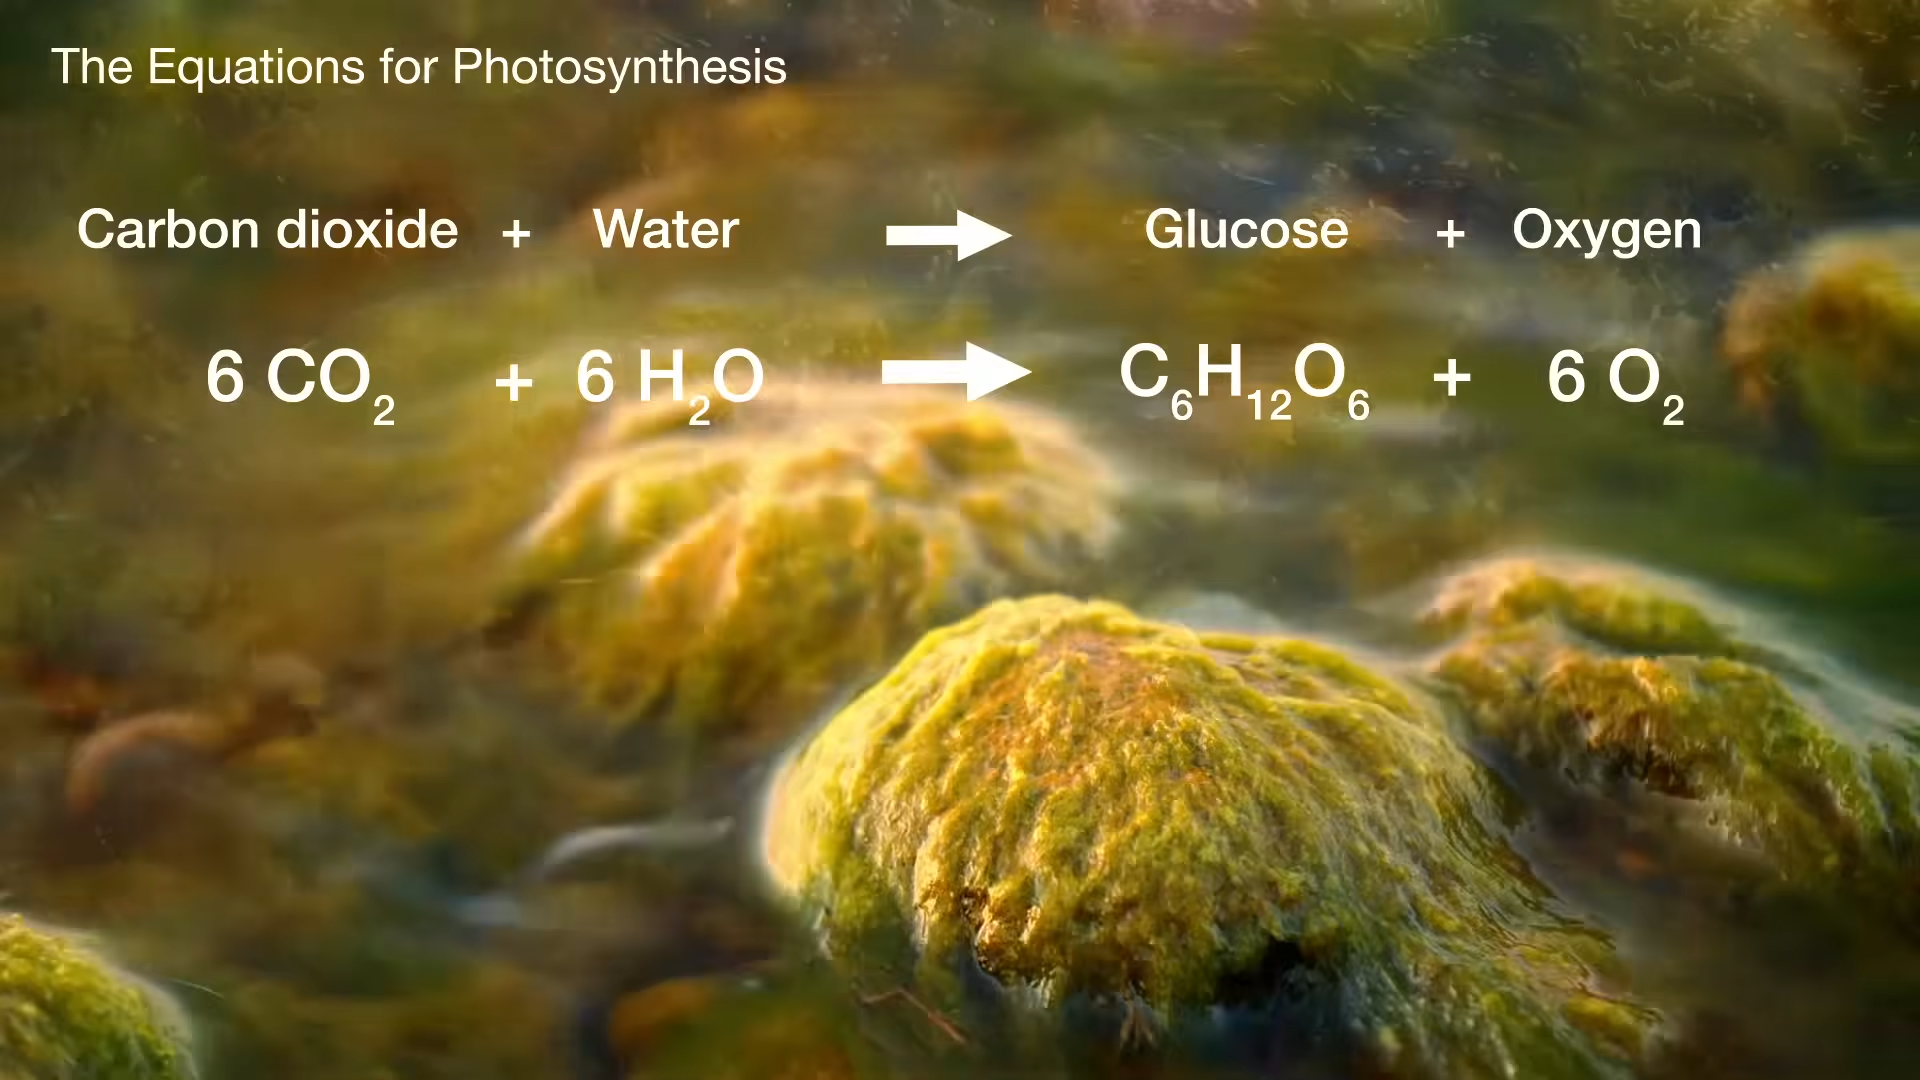 The Equations for Photosynthesis
Carbon dioxide + Water → Glucose + Oxygen
6 CO₂ + 6 H₂O → C₆H₁₂O₆ + 6 O₂